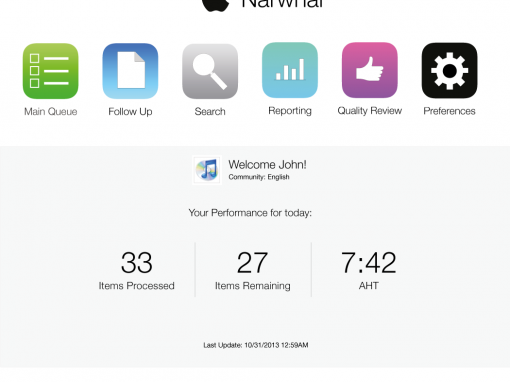 Narwhal
Main Queue
Follow Up
Search
Reporting
Quality Review
Preferences
Welcome John!
Community: English
Your Performance for today:
33
Items Processed
27
Items Remaining
7:42
AHT
Last Update: 10/31/2013 12:59AM